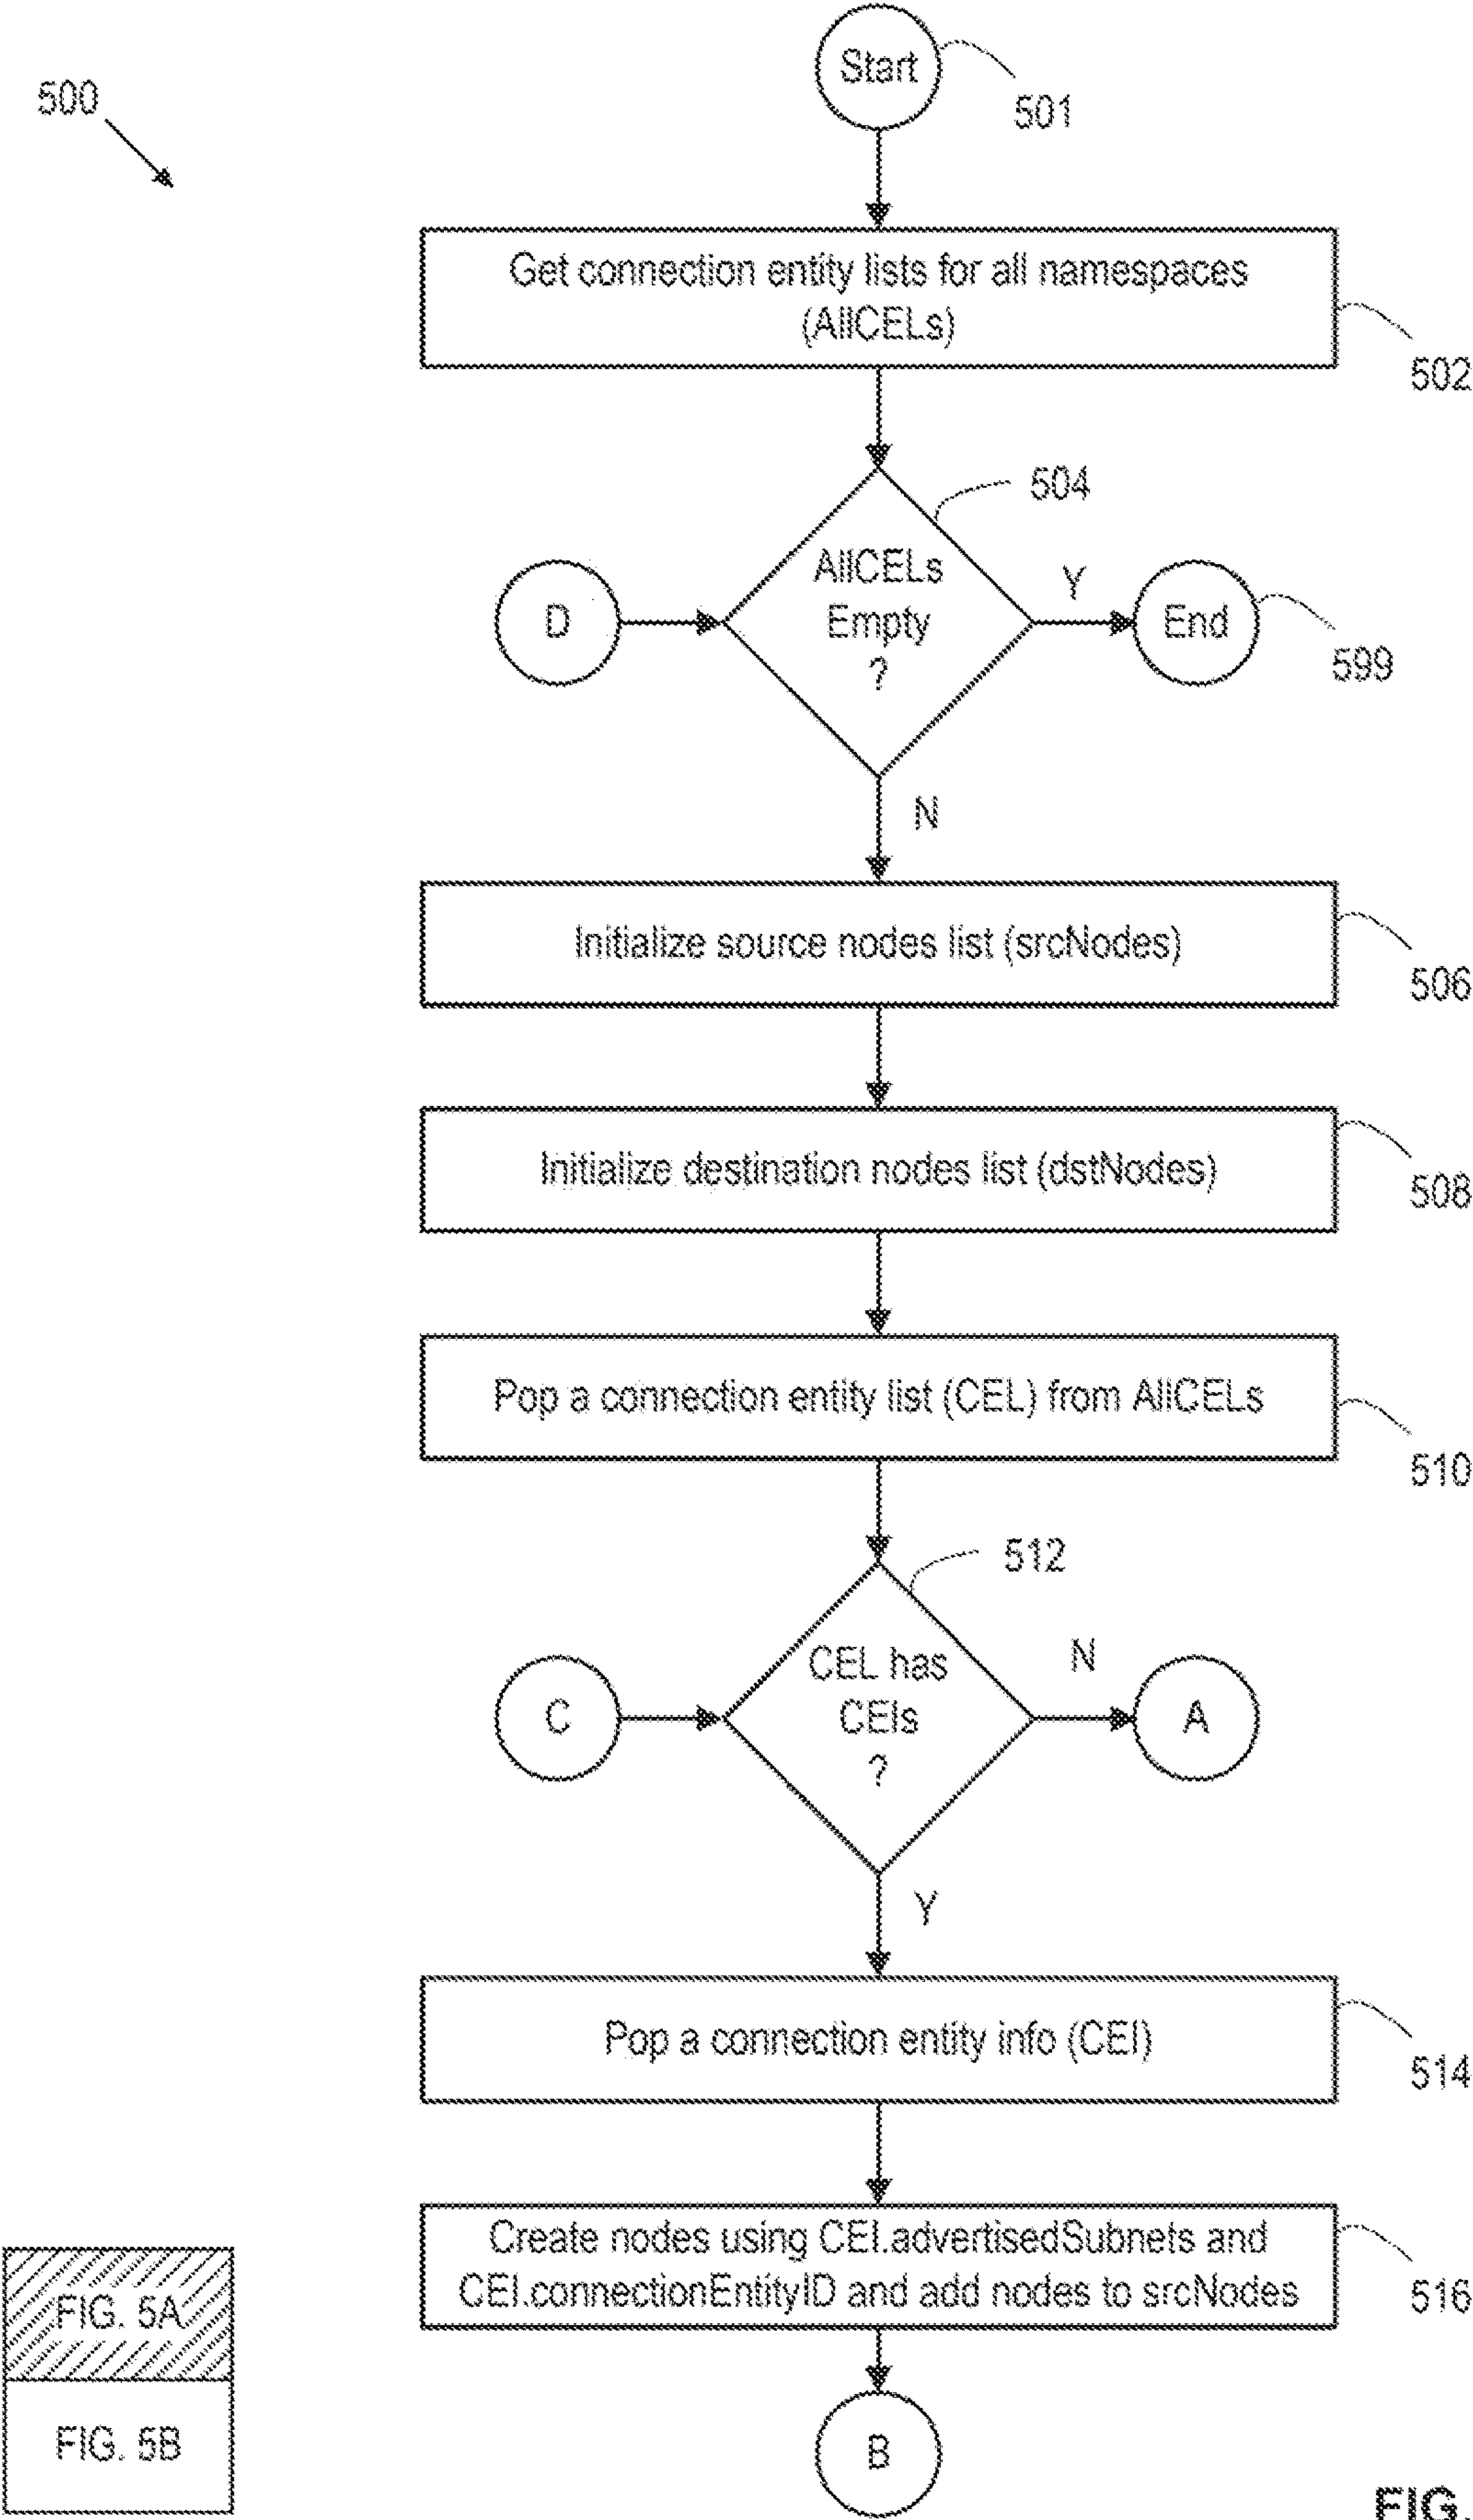 500
Start
501
Get connection entity lists for all namespaces
(AllCELs)
502
504
AllCELs
Empty
?
D
Y
End
599
N
Initialize source nodes list (srcNodes)
506
Initialize destination nodes list (dstNodes)
508
Pop a connection entity list (CEL) from AllCELs
510
512
CEL has
CEIs
?
C
N
A
Y
Pop a connection entity info (CEI)
514
Create nodes using CEI.advertisedSubnets and
CEI.connectionEntityID and add nodes to srcNodes
516
FIG. 5A
FIG. 5B
B
FIG.